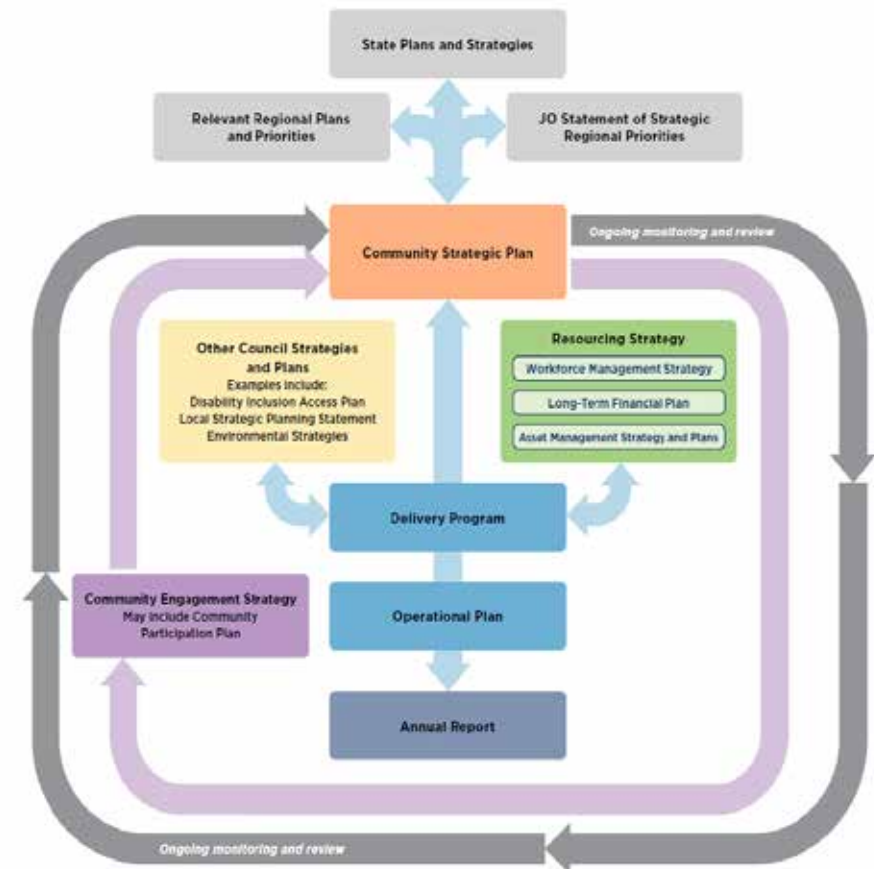 State Plans and Strategies
Relevant Regional Plans
and Priorities
JO Statement of Strategic
Regional Priorities
Ongoing monitoring and review
Community Strategic Plan
Other Council Strategies
and Plans
Examples include:
Disability Inclusion Access Plan
Local Strategic Planning Statement
Environmental Strategies
Resourcing Strategy
Workforce Management Strategy
Long-Term Financial Plan
Asset Management Strategy and Plans
Delivery Program
Community Engagement Strategy
May include Community
Participation Plan
Operational Plan
Annual Report
Ongoing monitoring and review